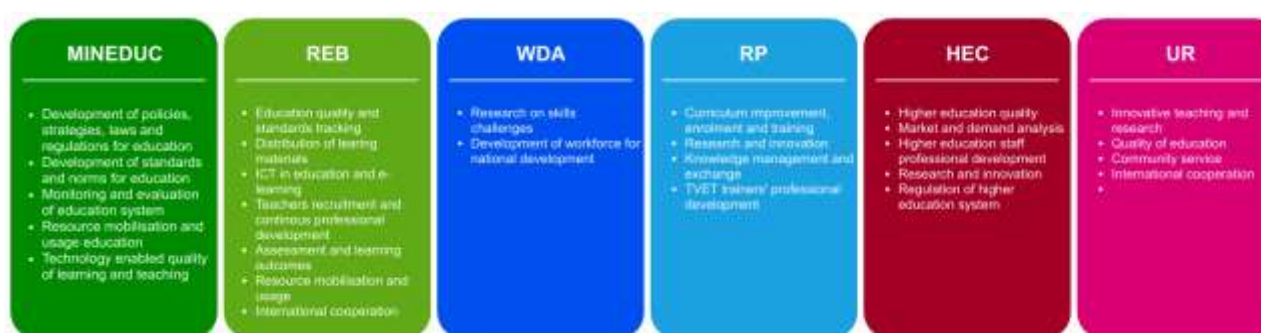 MINEDUC
• Development of policies,
strategies, laws and
regulations for education
• Development of standards
and norms for education
• Monitoring and evaluation
of education system
• Resource mobilisation and
usage education
• Technology enabled quality
of learning and teaching
REB
• Education quality and
standards tracking
• Distribution of learing
materials
• ICT in education and e-
learning
• Teachers recruitment and
continous professional
development
• Assessment and learning
outcomes
• Resource mobilisation and
usage
• International cooperation
WDA
• Research on skills
challenges
• Development of workforce for
national development
RP
• Curriculum improvement,
enrolment and training
• Research and innovation
• Knowledge management and
exchange
• TVET trainers' professional
development
HEC
• Higher education quality
• Market and demand analysis
• Higher education staff
professional development
• Research and innovation
• Regulation of higher
education system
UR
• Innovative teaching and
research
• Quality of education
• Community service
• International cooperation
•